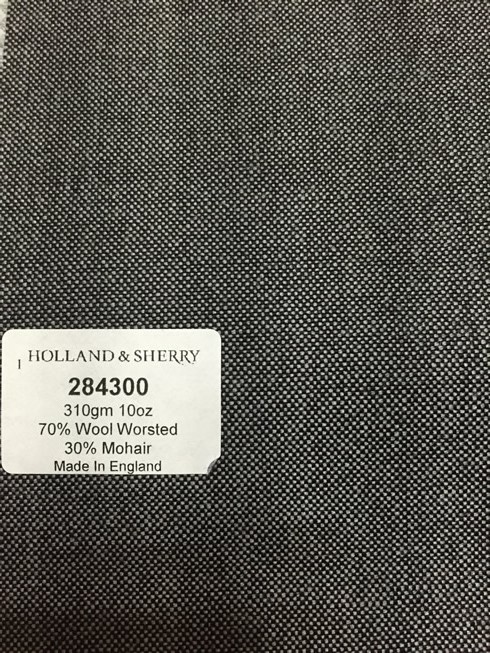 HOLLAND & SHERRY
284300
310gm 10oz
70% Wool Worsted
30% Mohair
Made In England